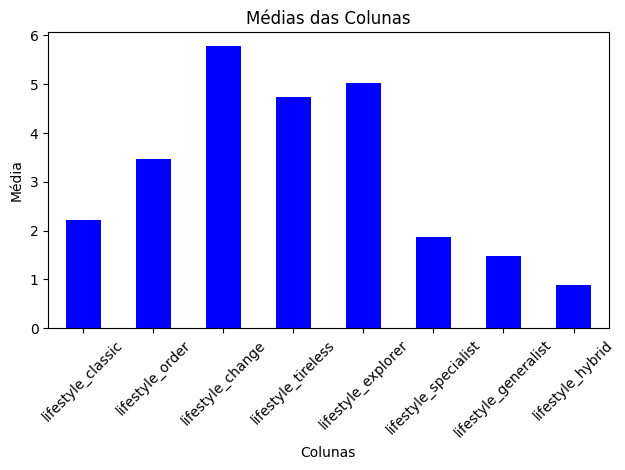 Médias das Colunas
Média
6
5
4
3
2
1
0
lifestyle_classic
lifestyle_order
lifestyle_change
lifestyle_tireless
lifestyle_explorer
lifestyle_specialist
lifestyle_generalist
lifestyle_hybrid
Colunas